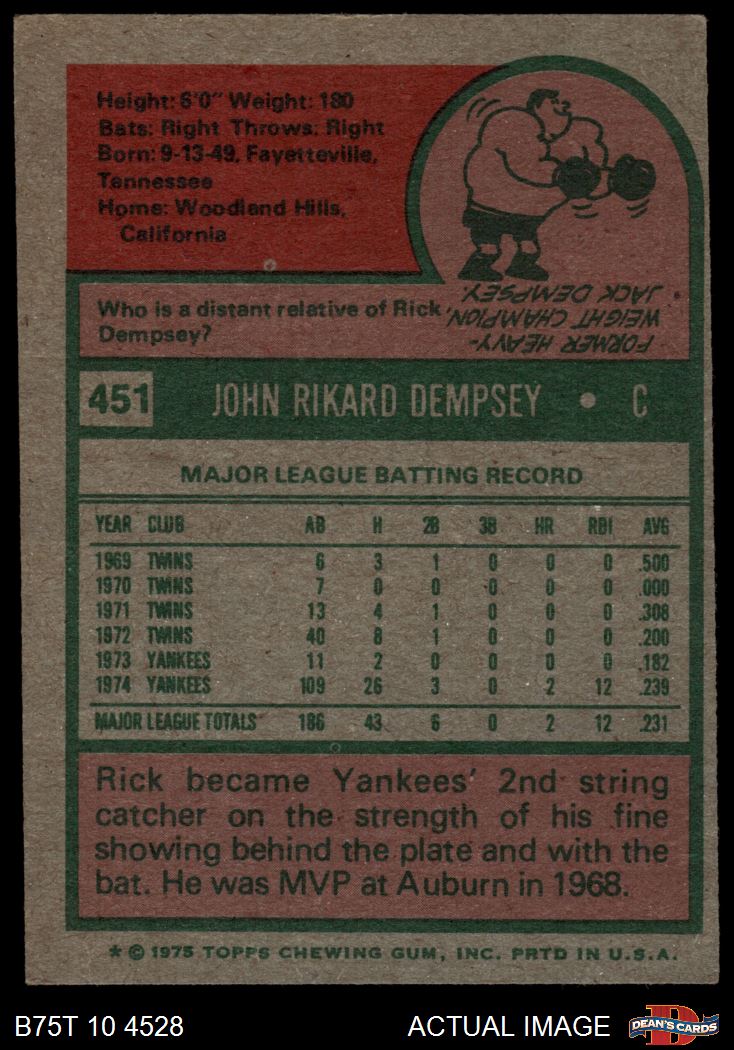 Height: 6'0" Weight: 180
Bats: Right Throws: Right
Born: 9-13-49, Fayetteville,
Tennessee
Home: Woodland Hills,
California
Who is a distant relative of Rick
Dempsey?
FORMER HEAVY-
WEIGHT CHAMPION,
JACK DEMPSEY.
451 JOHN RIKARD DEMPSEY • C
MAJOR LEAGUE BATTING RECORD
YEAR CLUB AB H 2B 3B HR RBI AVG
1969 TWINS 6 3 1 0 0 0 .500
1970 TWINS 7 0 0 0 0 0 .000
1971 TWINS 13 4 1 0 0 0 .308
1972 TWINS 40 8 1 0 0 0 .200
1973 YANKEES 11 2 0 0 0 0 .182
1974 YANKEES 109 26 3 0 2 12 .239
MAJOR LEAGUE TOTALS 186 43 6 0 2 12 .231
Rick became Yankees' 2nd string
catcher on the strength of his fine
showing behind the plate and with the
bat. He was MVP at Auburn in 1968.
* © 1975 TOPPS CHEWING GUM, INC. PRTD IN U.S.A.
B75T 10 4528 ACTUAL IMAGE DEAN'S CARDS